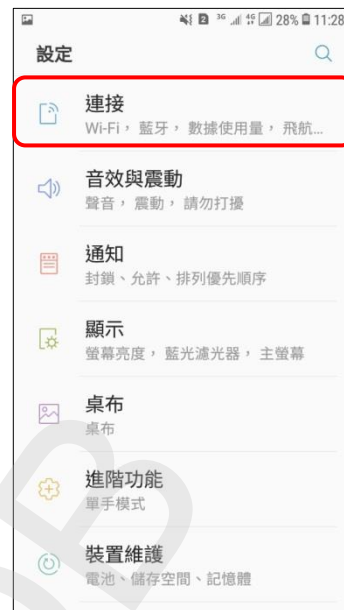 2 3G 4G 28% 11:28
設定
連接
Wi-Fi， 藍牙， 數據使用量， 飛航...
音效與震動
聲音， 震動， 請勿打擾
通知
封鎖、允許、排列優先順序
顯示
螢幕亮度， 藍光濾光器， 主螢幕
桌布
桌布
進階功能
單手模式
裝置維護
電池、儲存空間、記憶體